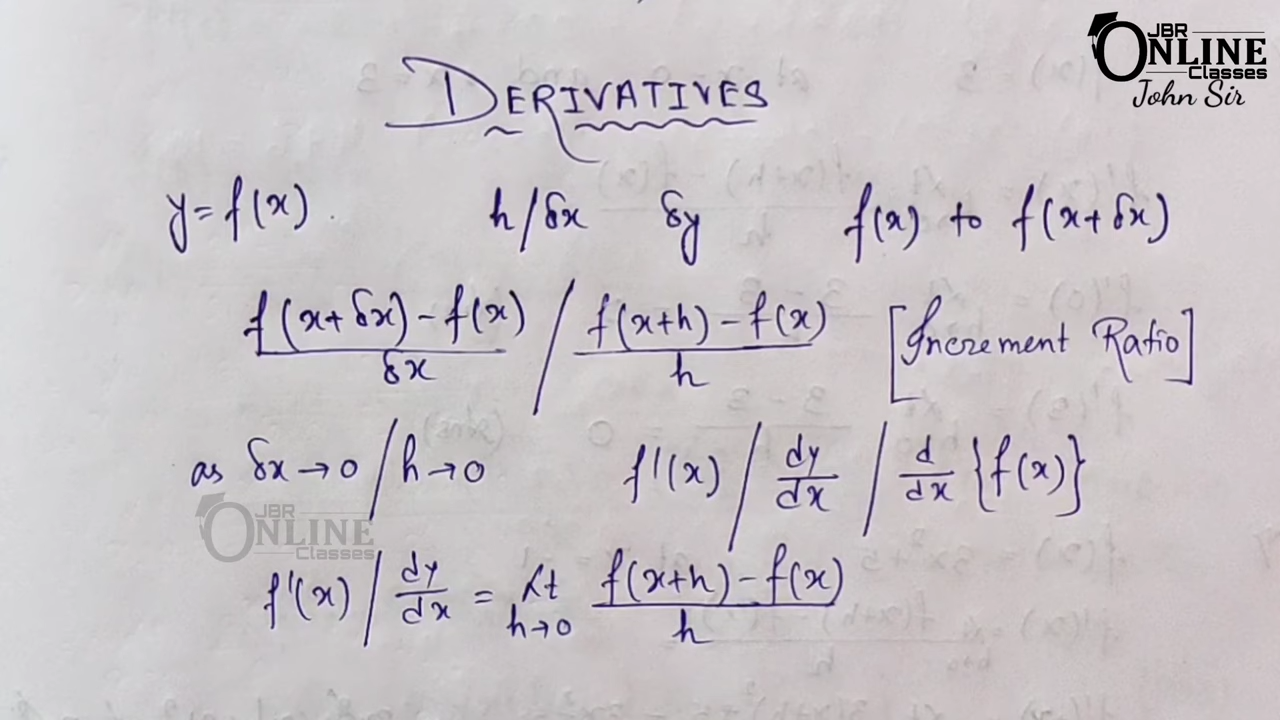 JBR
ONLINE
Classes
John Sir
DERIVATIVES
y = f(x). h/δx δy f(x) to f(x+δx)
f(x+δx) - f(x) / δx / f(x+h) - f(x) / h [Increment Ratio]
as δx→0 / h→0 f'(x) / dy/dx / d/dx {f(x)}
JBR
ONLINE
Classes
f'(x) / dy/dx = Lt h→0 f(x+h) - f(x) / h